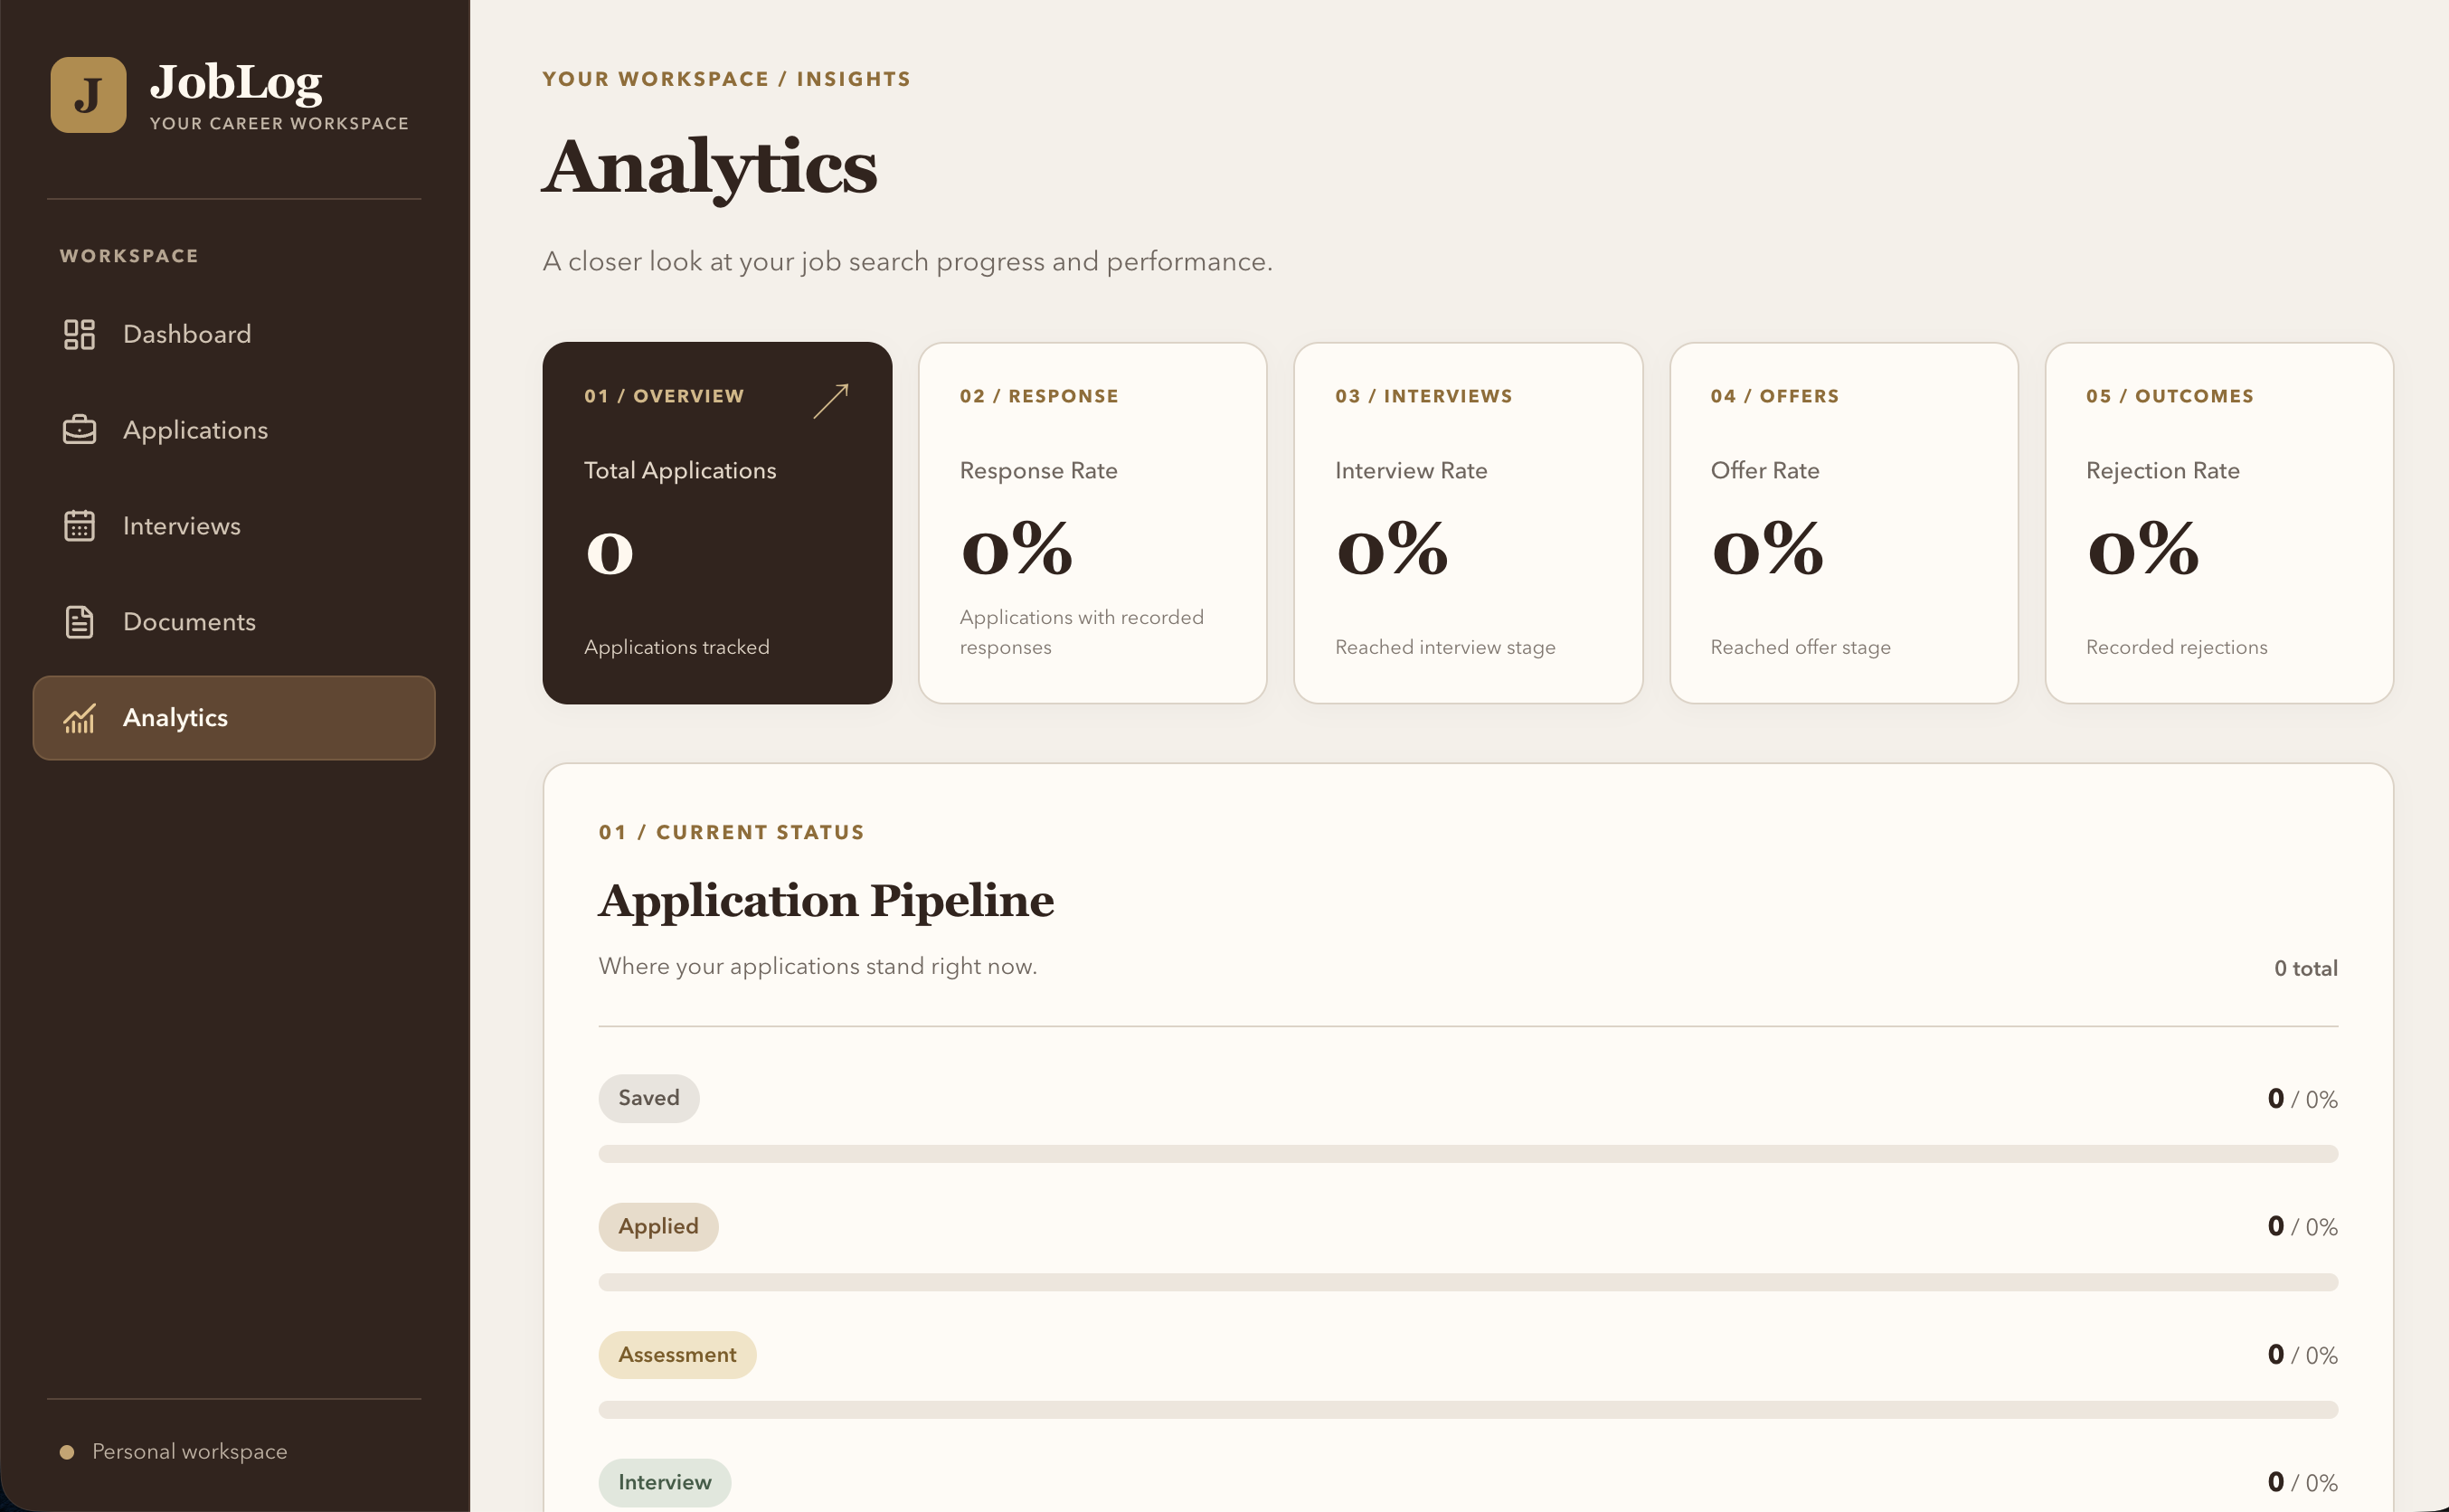 J
JobLog
YOUR CAREER WORKSPACE
WORKSPACE
Dashboard
Applications
Interviews
Documents
Analytics
Personal workspace
YOUR WORKSPACE / INSIGHTS
Analytics
A closer look at your job search progress and performance.
01 / OVERVIEW
Total Applications
0
Applications tracked
02 / RESPONSE
Response Rate
0%
Applications with recorded
responses
03 / INTERVIEWS
Interview Rate
0%
Reached interview stage
04 / OFFERS
Offer Rate
0%
Reached offer stage
05 / OUTCOMES
Rejection Rate
0%
Recorded rejections
01 / CURRENT STATUS
Application Pipeline
Where your applications stand right now.
0 total
Saved
0 / 0%
Applied
0 / 0%
Assessment
0 / 0%
Interview
0 / 0%